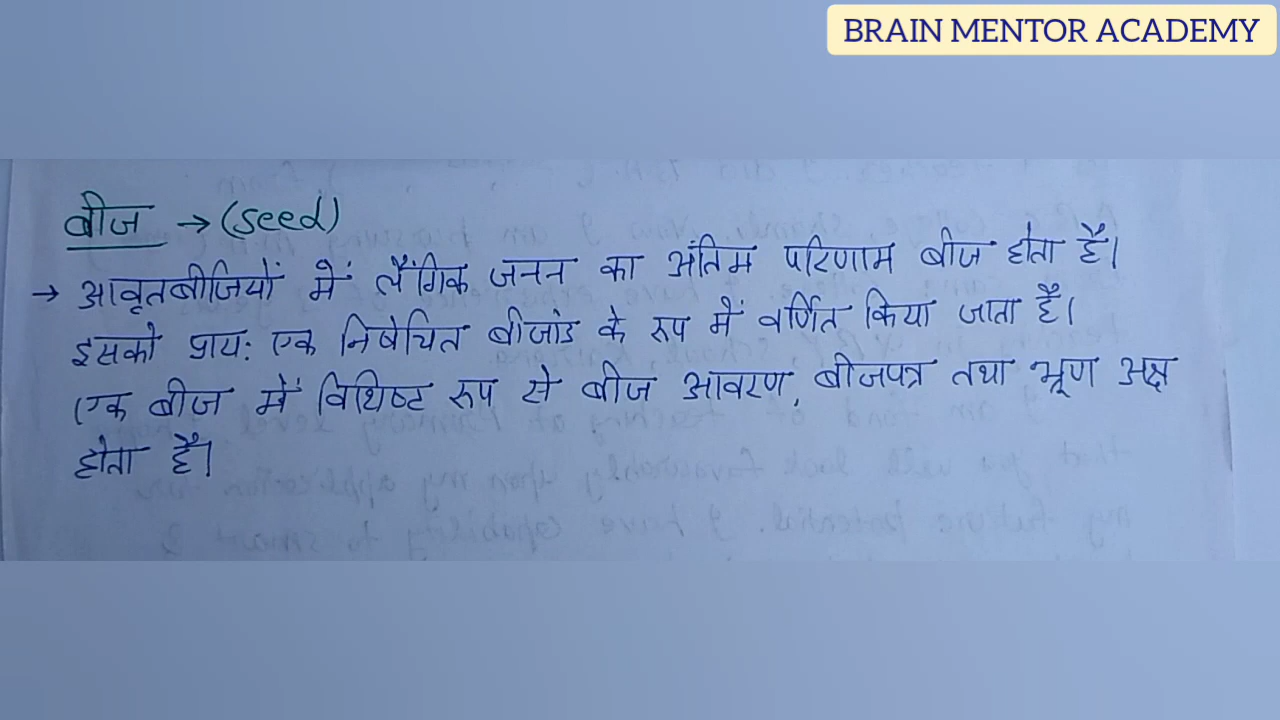 BRAIN MENTOR ACADEMY
बीज → (seed)
→ आवृतबीजियों में लैंगिक जनन का अंतिम परिणाम बीज होता है।
इसको प्राय: एक निषेचित बीजांड के रूप में वर्णित किया जाता है।
एक बीज में विशिष्ट रूप से बीज आवरण, बीजपत्र तथा भ्रूण अक्ष
होता है।